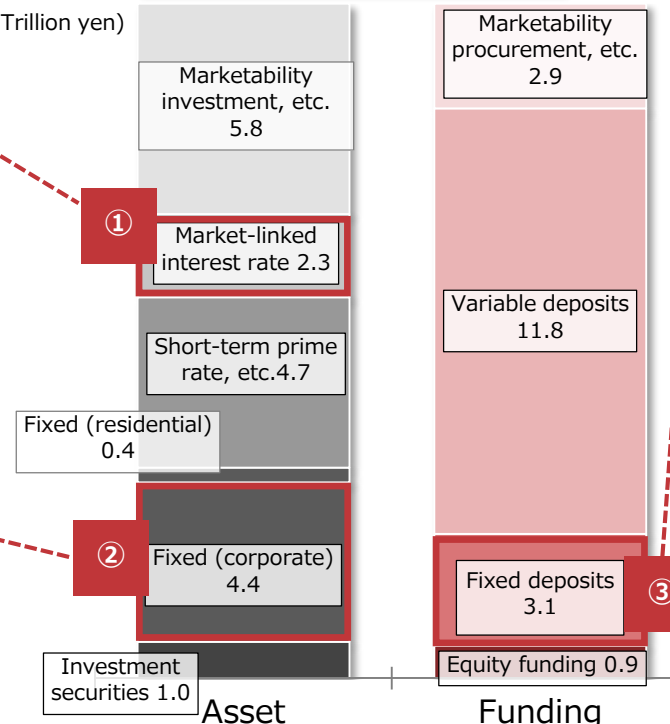 Trillion yen)
Marketability
investment, etc.
5.8
①
Market-linked
interest rate 2.3
Short-term prime
rate, etc.4.7
Fixed (residential)
0.4
②
Fixed (corporate)
4.4
Investment
securities 1.0
Asset
Marketability
procurement, etc.
2.9
Variable deposits
11.8
Fixed deposits
3.1
③
Equity funding 0.9
Funding